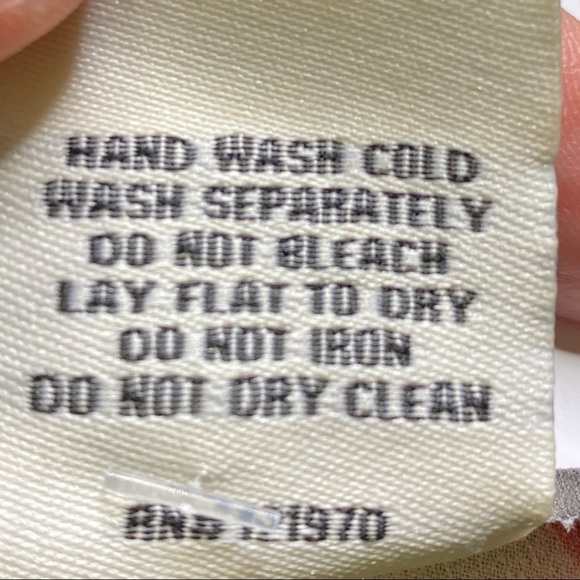 HAND WASH COLD
WASH SEPARATELY
DO NOT BLEACH
LAY FLAT TO DRY
DO NOT IRON
DO NOT DRY CLEAN
RN#